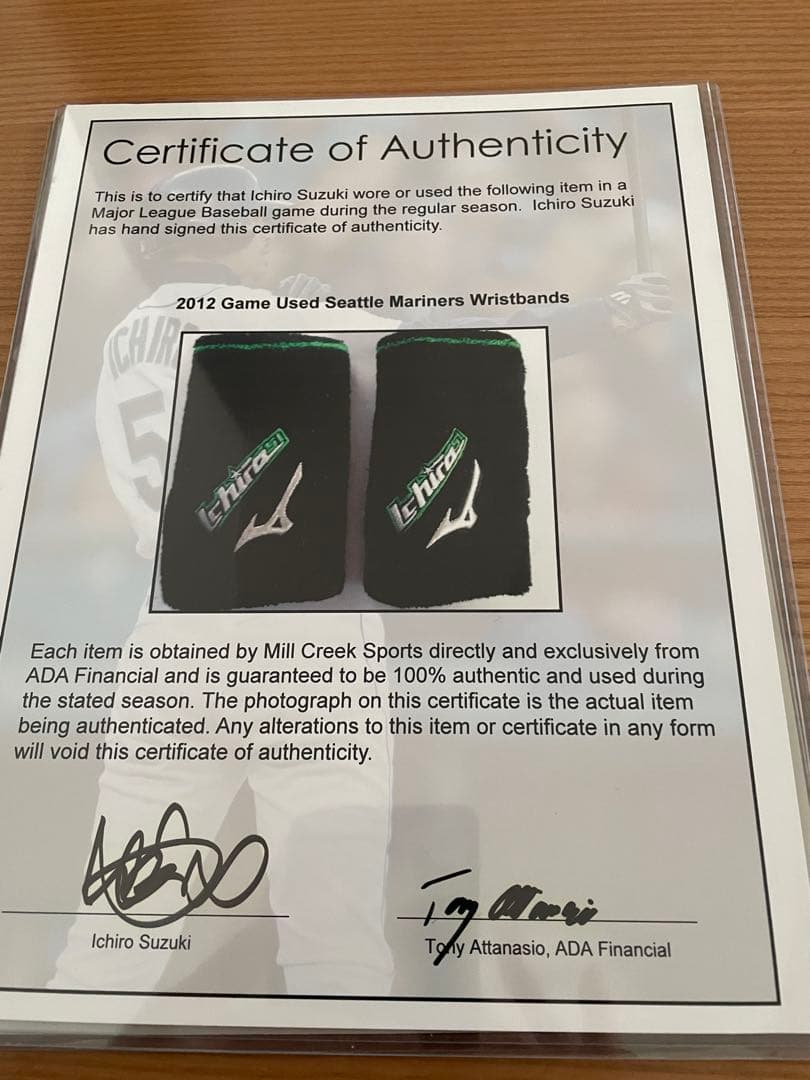 Certificate of Authenticity
This is to certify that Ichiro Suzuki wore or used the following item in a
Major League Baseball game during the regular season. Ichiro Suzuki
has hand signed this certificate of authenticity.
2012 Game Used Seattle Mariners Wristbands
ICHIR
5
Ichiro51
Ichiro51
Each item is obtained by Mill Creek Sports directly and exclusively from
ADA Financial and is guaranteed to be 100% authentic and used during
the stated season. The photograph on this certificate is the actual item
being authenticated. Any alterations to this item or certificate in any form
will void this certificate of authenticity.
Ichiro Suzuki
Tony Attanasio, ADA Financial